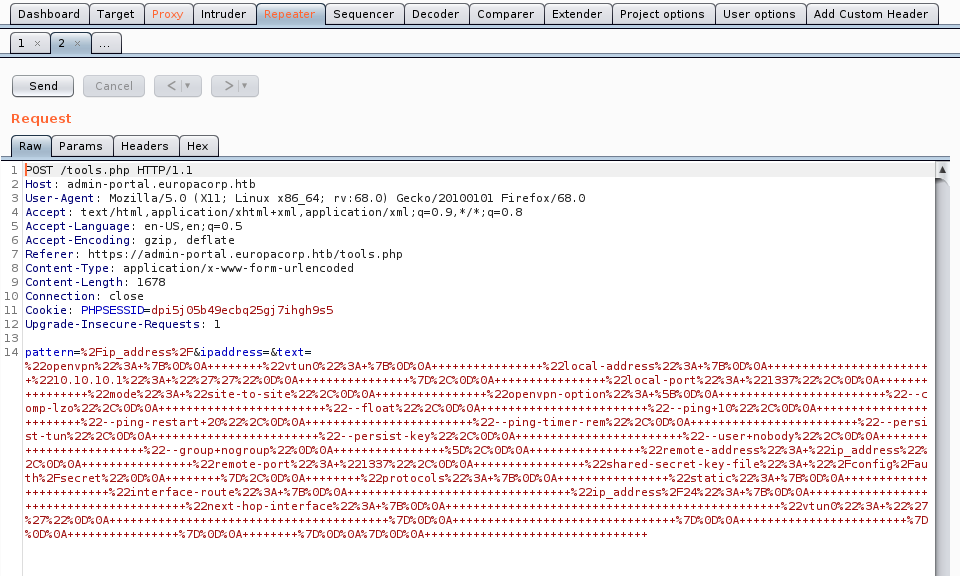 Dashboard Target Proxy Intruder Repeater Sequencer Decoder Comparer Extender Project options User options Add Custom Header
1 × 2 × ...
Send Cancel < ▼ > ▼
Request
Raw Params Headers Hex
1 POST /tools.php HTTP/1.1
2 Host: admin-portal.europacorp.htb
3 User-Agent: Mozilla/5.0 (X11; Linux x86_64; rv:68.0) Gecko/20100101 Firefox/68.0
4 Accept: text/html,application/xhtml+xml,application/xml;q=0.9,*/*;q=0.8
5 Accept-Language: en-US,en;q=0.5
6 Accept-Encoding: gzip, deflate
7 Referer: https://admin-portal.europacorp.htb/tools.php
8 Content-Type: application/x-www-form-urlencoded
9 Content-Length: 1678
10 Connection: close
11 Cookie: PHPSESSID=dpi5j05b49ecbq25gj7ihgh9s5
12 Upgrade-Insecure-Requests: 1
13
14 pattern=%2Fip_address%2F&ipaddress=&text=
%22openvpn%22%3A+%7B%0D%0A++++++++%22vtun0%22%3A+%7B%0D%0A++++++++++++++++%22local-address%22%3A+%7B%0D%0A+++++++++++++++++++++++
+%2210.10.10.1%22%3A+%22%27%27%22%0D%0A++++++++++++++++%7D%2C%0D%0A++++++++++++++++%22local-port%22%3A+%221337%22%2C%0D%0A+++++++
+++++++++%22mode%22%3A+%22site-to-site%22%2C%0D%0A++++++++++++++++%22openvpn-option%22%3A+%5B%0D%0A++++++++++++++++++++++++%22--c
omp-lzo%22%2C%0D%0A++++++++++++++++++++++++%22--float%22%2C%0D%0A++++++++++++++++++++++++%22--ping+10%22%2C%0D%0A++++++++++++++++
++++++++%22--ping-restart+20%22%2C%0D%0A++++++++++++++++++++++++%22--ping-timer-rem%22%2C%0D%0A++++++++++++++++++++++++%22--persi
st-tun%22%2C%0D%0A++++++++++++++++++++++++%22--persist-key%22%2C%0D%0A++++++++++++++++++++++++%22--user+nobody%22%2C%0D%0A+++++++
+++++++++++++++++%22--group+nogroup%22%0D%0A++++++++++++++++%5D%2C%0D%0A++++++++++++++++%22remote-address%22%3A+%22ip_address%22%
2C%0D%0A++++++++++++++++%22remote-port%22%3A+%221337%22%2C%0D%0A++++++++++++++++%22shared-secret-key-file%22%3A+%22%2Fconfig%2Fau
th%2Fsecret%22%0D%0A++++++++%7D%2C%0D%0A++++++++%22protocols%22%3A+%7B%0D%0A++++++++++++++++%22static%22%3A+%7B%0D%0A++++++++++++
++++++++++++%22interface-route%22%3A+%7B%0D%0A++++++++++++++++++++++++++++++++%22ip_address%2F24%22%3A+%7B%0D%0A+++++++++++++++++
+++++++++++++++++++++++%22next-hop-interface%22%3A+%7B%0D%0A++++++++++++++++++++++++++++++++++++++++++++++++%22vtun0%22%3A+%22%27
%27%22%0D%0A++++++++++++++++++++++++++++++++++++++++%7D%0D%0A++++++++++++++++++++++++++++++++%7D%0D%0A++++++++++++++++++++++++%7D
%0D%0A++++++++++++++++%7D%0D%0A++++++++%7D%0D%0A%7D%0D%0A++++++++++++++++++++++++++++++++